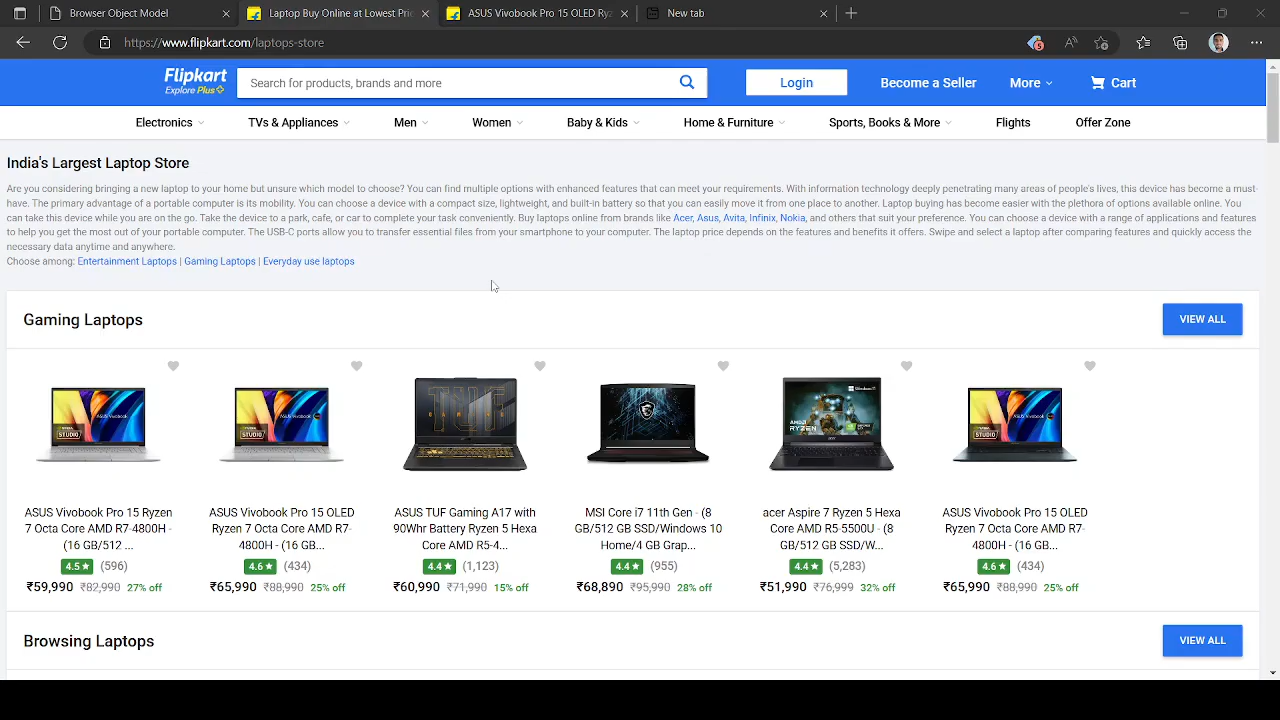 Browser Object Model
Laptop Buy Online at Lowest Pric
ASUS Vivobook Pro 15 OLED Ryz
New tab
https://www.flipkart.com/laptops-store
5
Flipkart
Explore Plus
Search for products, brands and more
Login
Become a Seller
More
Cart
Electronics
TVs & Appliances
Men
Women
Baby & Kids
Home & Furniture
Sports, Books & More
Flights
Offer Zone
India's Largest Laptop Store
Are you considering bringing a new laptop to your home but unsure which model to choose? You can find multiple options with enhanced features that can meet your requirements. With information technology deeply penetrating many areas of people's lives, this device has become a must-
have. The primary advantage of a portable computer is its mobility. You can choose a device with a compact size, lightweight, and built-in battery so that you can easily move it from one place to another. Laptop buying has become easier with the plethora of options available online. You
can take this device while you are on the go. Take the device to a park, cafe, or car to complete your task conveniently. Buy laptops online from brands like Acer, Asus, Avita, Infinix, Nokia, and others that suit your preference. You can choose a device with a range of applications and features
to help you get the most out of your portable computer. The USB-C ports allow you to transfer essential files from your smartphone to your computer. The laptop price depends on the features and benefits it offers. Swipe and select a laptop after comparing features and quickly access the
necessary data anytime and anywhere.
Choose among: Entertainment Laptops | Gaming Laptops | Everyday use laptops
Gaming Laptops
VIEW ALL
ASUS Vivobook Pro 15 Ryzen
7 Octa Core AMD R7-4800H -
(16 GB/512 ...
4.5 ★ (596)
₹59,990 ₹82,990 27% off
ASUS Vivobook Pro 15 OLED
Ryzen 7 Octa Core AMD R7-
4800H - (16 GB...
4.6 ★ (434)
₹65,990 ₹88,990 25% off
ASUS TUF Gaming A17 with
90Whr Battery Ryzen 5 Hexa
Core AMD R5-4...
4.4 ★ (1,123)
₹60,990 ₹71,990 15% off
MSI Core i7 11th Gen - (8
GB/512 GB SSD/Windows 10
Home/4 GB Grap...
4.4 ★ (955)
₹68,890 ₹95,990 28% off
acer Aspire 7 Ryzen 5 Hexa
Core AMD R5-5500U - (8
GB/512 GB SSD/W...
4.4 ★ (5,283)
₹51,990 ₹76,999 32% off
ASUS Vivobook Pro 15 OLED
Ryzen 7 Octa Core AMD R7-
4800H - (16 GB...
4.6 ★ (434)
₹65,990 ₹88,990 25% off
Browsing Laptops
VIEW ALL